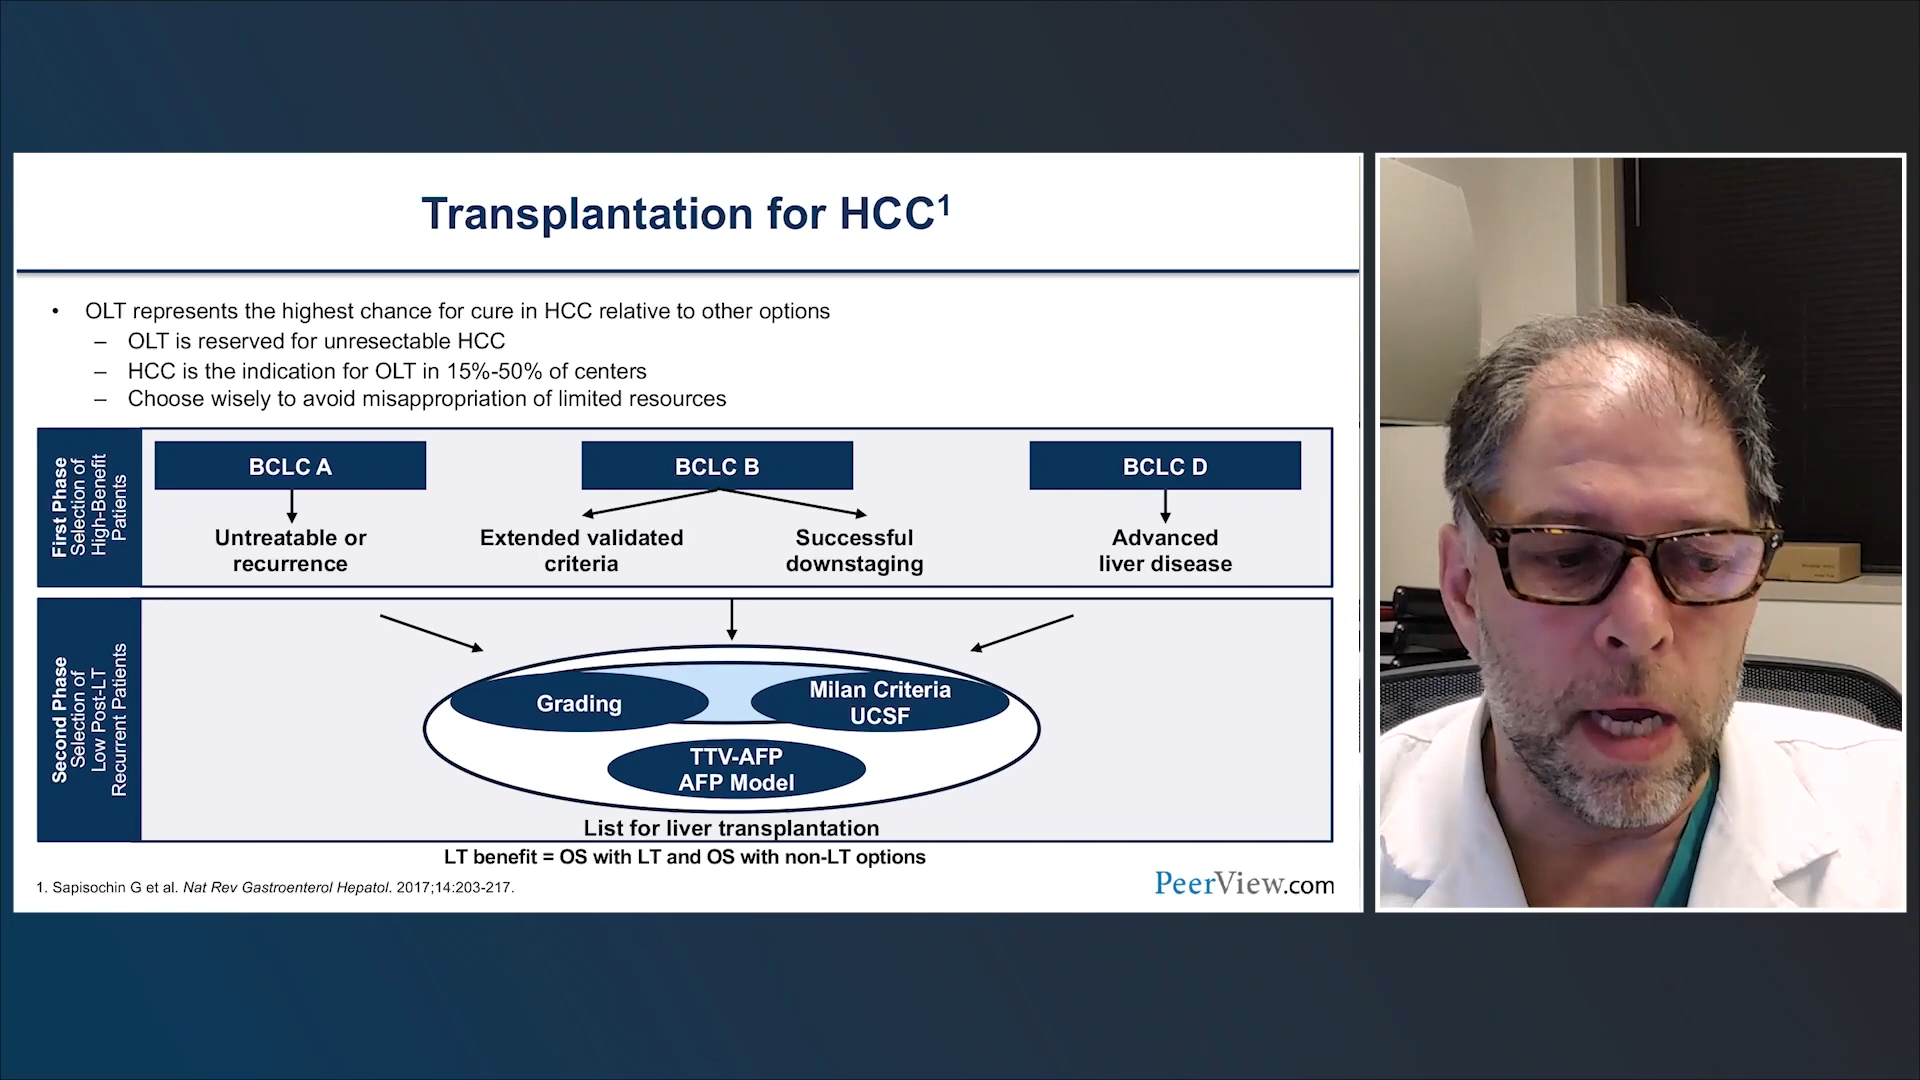 Transplantation for HCC¹
• OLT represents the highest chance for cure in HCC relative to other options
– OLT is reserved for unresectable HCC
– HCC is the indication for OLT in 15%-50% of centers
– Choose wisely to avoid misappropriation of limited resources
First Phase
Selection of
High-Benefit
Patients
BCLC A
BCLC B
BCLC D
Untreatable or
recurrence
Extended validated
criteria
Successful
downstaging
Advanced
liver disease
Second Phase
Selection of
Low Post-LT
Recurrent Patients
Grading
Milan Criteria
UCSF
TTV-AFP
AFP Model
List for liver transplantation
LT benefit = OS with LT and OS with non-LT options
1. Sapisochin G et al. Nat Rev Gastroenterol Hepatol. 2017;14:203-217.
PeerView.com